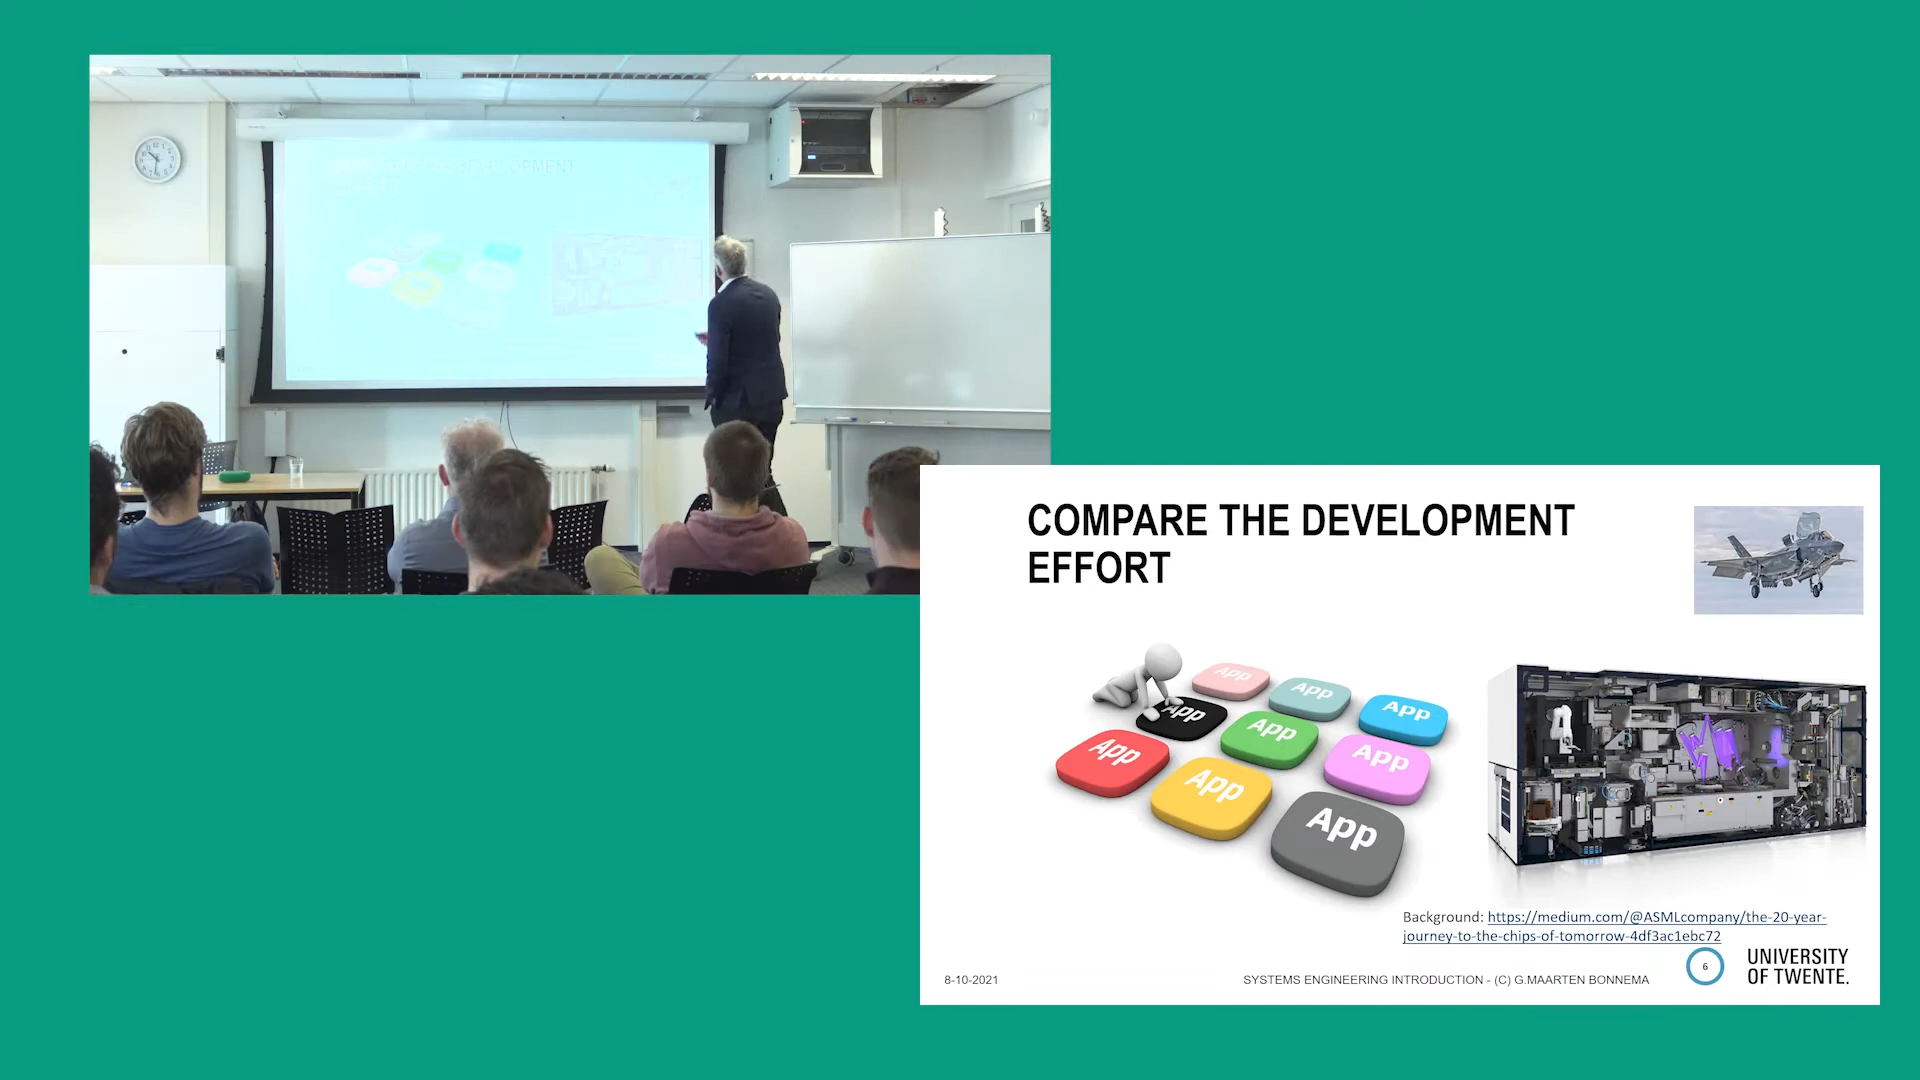 COMPARE THE DEVELOPMENT
EFFORT
App
App
App
App
App
App
App
App
App
Background: https://medium.com/@ASMLcompany/the-20-year-
journey-to-the-chips-of-tomorrow-4df3ac1ebc72
8-10-2021
SYSTEMS ENGINEERING INTRODUCTION - (C) G.MAARTEN BONNEMA
6
UNIVERSITY
OF TWENTE.